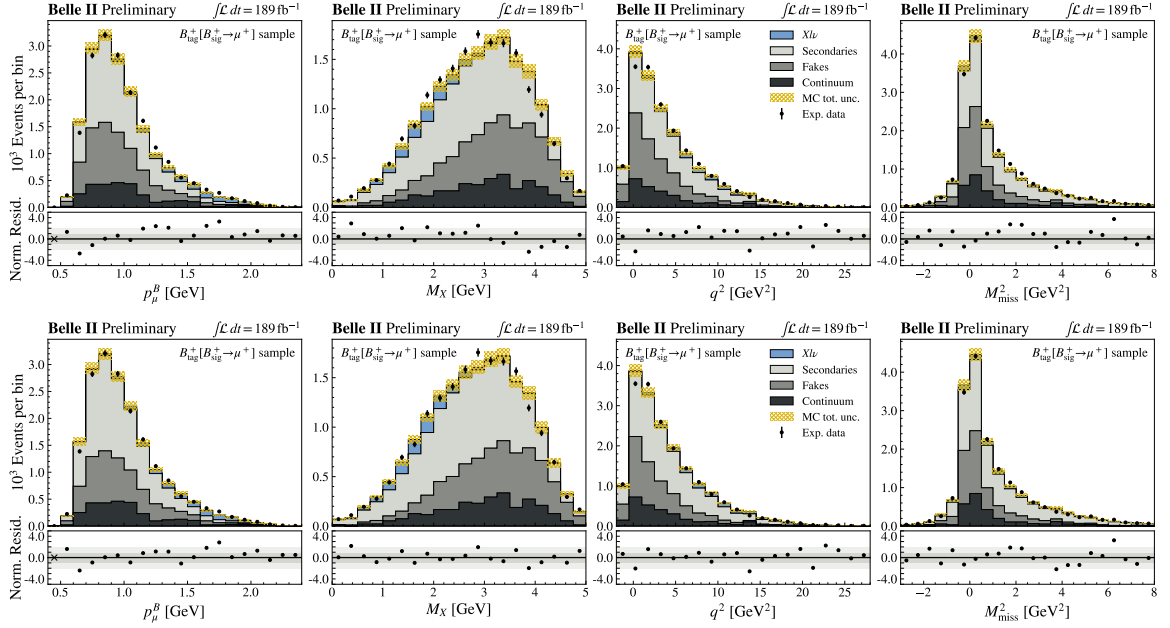 Belle II Preliminary ∫ℒ dt = 189 fb⁻¹
B⁺tag[B⁺sig→μ⁺] sample
10³ Events per bin
3.0
2.5
2.0
1.5
1.0
0.5
0.0
Norm. Resid.
4.0
0.0
-4.0
0.5 1.0 1.5 2.0
p_μ^B [GeV]
Belle II Preliminary ∫ℒ dt = 189 fb⁻¹
B⁺tag[B⁺sig→μ⁺] sample
1.5
1.0
0.5
0.0
4.0
0.0
-4.0
0 1 2 3 4 5
M_X [GeV]
Belle II Preliminary ∫ℒ dt = 189 fb⁻¹
B⁺tag[B⁺sig→μ⁺] sample
Xlν
Secondaries
Fakes
Continuum
MC tot. unc.
Exp. data
4.0
3.0
2.0
1.0
0.0
4.0
0.0
-4.0
0 5 10 15 20 25
q² [GeV²]
Belle II Preliminary ∫ℒ dt = 189 fb⁻¹
B⁺tag[B⁺sig→μ⁺] sample
4.0
3.0
2.0
1.0
0.0
4.0
0.0
-4.0
−2 0 2 4 6 8
M²miss [GeV²]
Belle II Preliminary ∫ℒ dt = 189 fb⁻¹
B⁺tag[B⁺sig→μ⁺] sample
10³ Events per bin
3.0
2.5
2.0
1.5
1.0
0.5
0.0
Norm. Resid.
4.0
0.0
-4.0
0.5 1.0 1.5 2.0
p_μ^B [GeV]
Belle II Preliminary ∫ℒ dt = 189 fb⁻¹
B⁺tag[B⁺sig→μ⁺] sample
1.5
1.0
0.5
0.0
4.0
0.0
-4.0
0 1 2 3 4 5
M_X [GeV]
Belle II Preliminary ∫ℒ dt = 189 fb⁻¹
B⁺tag[B⁺sig→μ⁺] sample
Xlν
Secondaries
Fakes
Continuum
MC tot. unc.
Exp. data
4.0
3.0
2.0
1.0
0.0
4.0
0.0
-4.0
0 5 10 15 20 25
q² [GeV²]
Belle II Preliminary ∫ℒ dt = 189 fb⁻¹
B⁺tag[B⁺sig→μ⁺] sample
4.0
3.0
2.0
1.0
0.0
4.0
0.0
-4.0
−2 0 2 4 6 8
M²miss [GeV²]